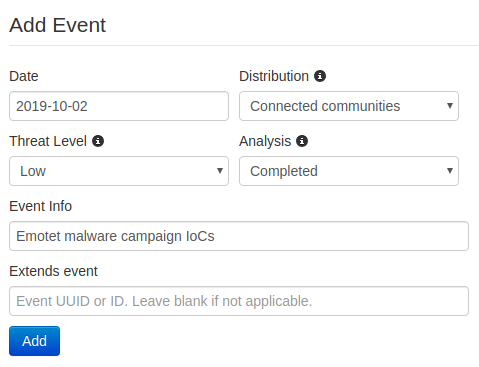 Add Event
Date
Distribution
2019-10-02
Connected communities
Threat Level
Analysis
Low
Completed
Event Info
Emotet malware campaign IoCs
Extends event
Event UUID or ID. Leave blank if not applicable.
Add